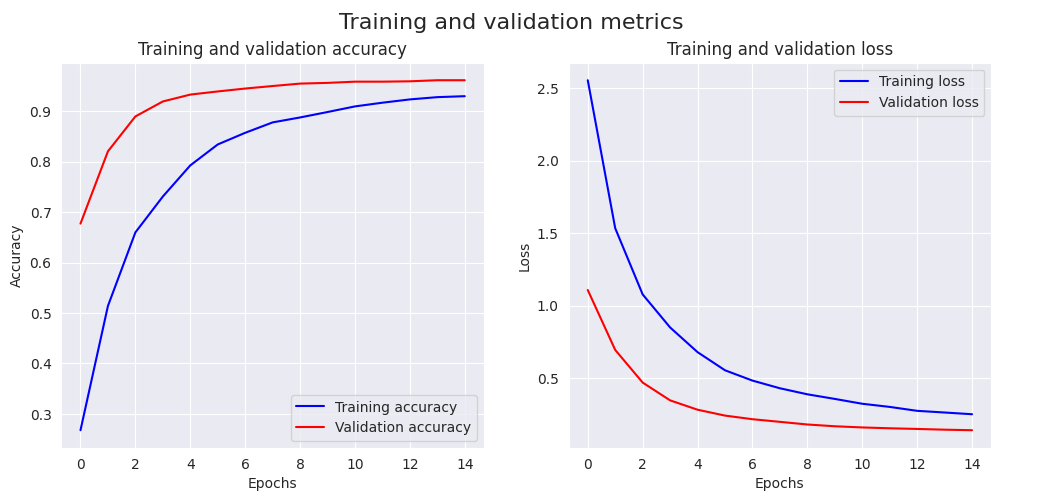 Training and validation metrics
Training and validation accuracy
0.9
0.8
0.7
0.6
0.5
0.4
0.3
Accuracy
Training accuracy
Validation accuracy
0 2 4 6 8 10 12 14
Epochs
Training and validation loss
2.5
2.0
1.5
1.0
0.5
Loss
Training loss
Validation loss
0 2 4 6 8 10 12 14
Epochs